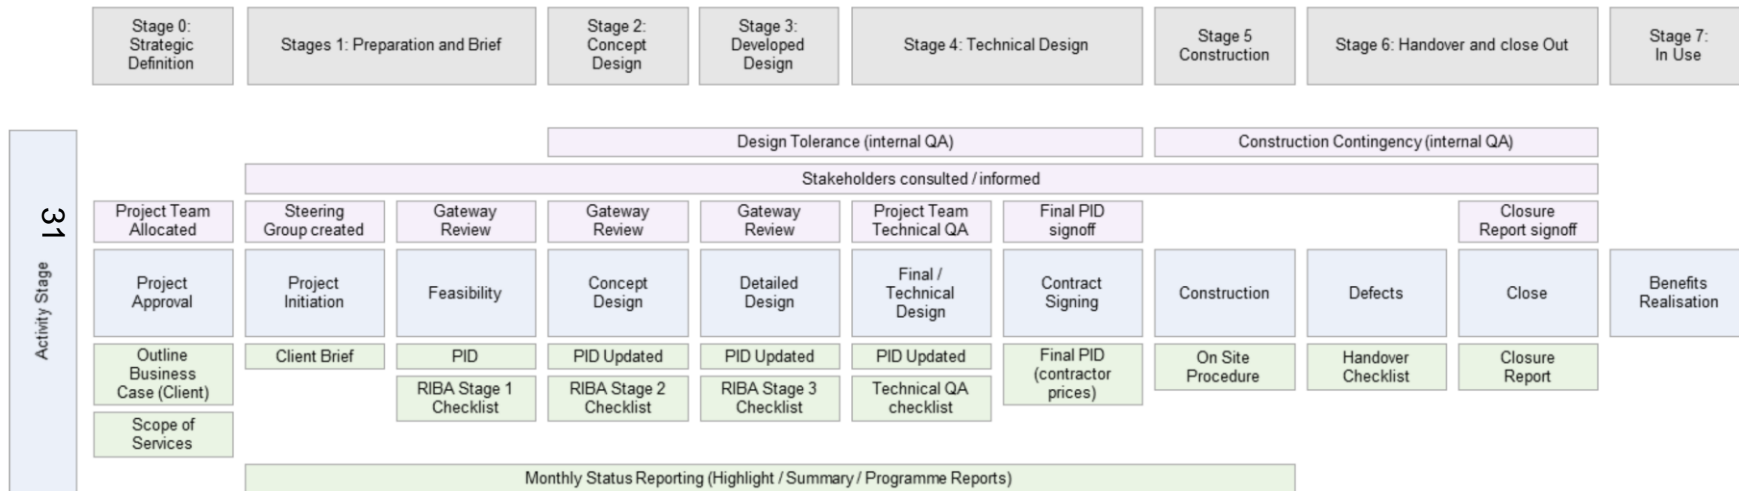 Stage 0:
Strategic
Definition
Stages 1: Preparation and Brief
Stage 2:
Concept
Design
Stage 3:
Developed
Design
Stage 4: Technical Design
Stage 5
Construction
Stage 6: Handover and close Out
Stage 7:
In Use
Design Tolerance (internal QA)
Construction Contingency (internal QA)
Stakeholders consulted / informed
31
Activity Stage
Project Team
Allocated
Steering
Group created
Gateway
Review
Gateway
Review
Gateway
Review
Project Team
Technical QA
Final PID
signoff
Closure
Report signoff
Project
Approval
Project
Initiation
Feasibility
Concept
Design
Detailed
Design
Final /
Technical
Design
Contract
Signing
Construction
Defects
Close
Benefits
Realisation
Outline
Business
Case (Client)
Client Brief
PID
PID Updated
PID Updated
PID Updated
Final PID
(contractor
prices)
On Site
Procedure
Handover
Checklist
Closure
Report
RIBA Stage 1
Checklist
RIBA Stage 2
Checklist
RIBA Stage 3
Checklist
Technical QA
checklist
Scope of
Services
Monthly Status Reporting (Highlight / Summary / Programme Reports)